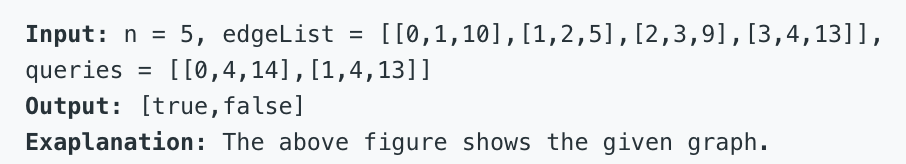 Input: n = 5, edgeList = [[0,1,10],[1,2,5],[2,3,9],[3,4,13]],
queries = [[0,4,14],[1,4,13]]
Output: [true,false]
Exaplanation: The above figure shows the given graph.